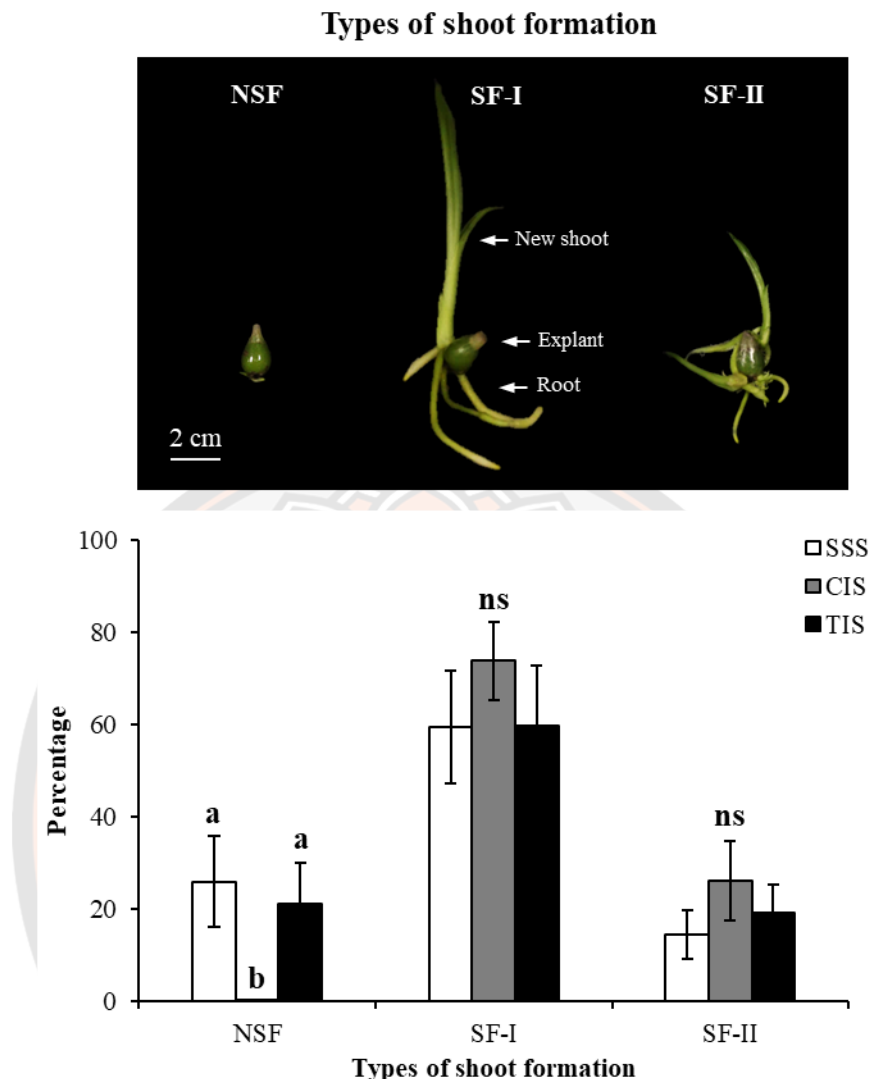 Types of shoot formation
NSF SF-I SF-II
New shoot
Explant
Root
2 cm
100
80
60
40
20
0
Percentage
SSS
CIS
TIS
a b a
ns
ns
NSF SF-I SF-II
Types of shoot formation